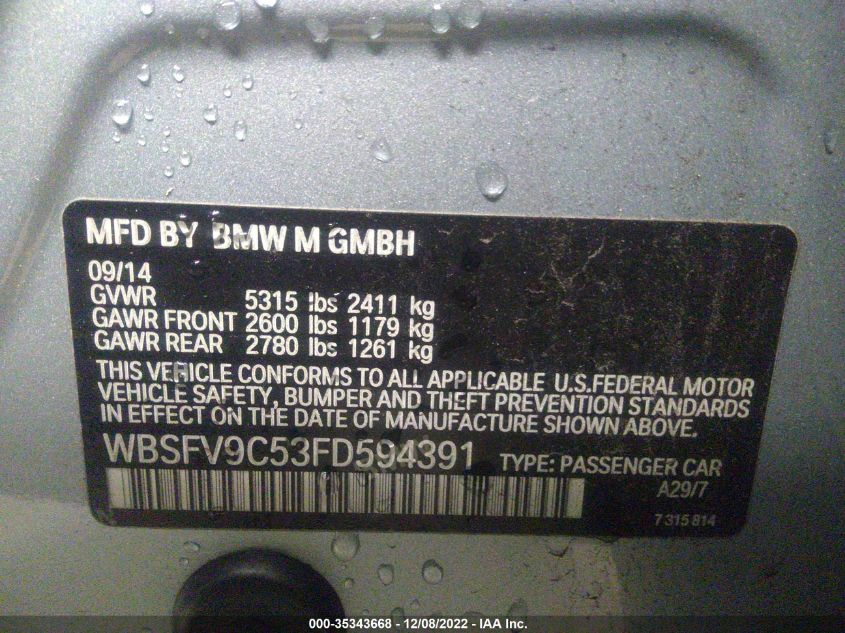 MFD BY BMW M GMBH
09/14
GVWR 5315 lbs 2411 kg
GAWR FRONT 2600 lbs 1179 kg
GAWR REAR 2780 lbs 1261 kg
THIS VEHICLE CONFORMS TO ALL APPLICABLE U.S.FEDERAL MOTOR
VEHICLE SAFETY, BUMPER AND THEFT PREVENTION STANDARDS
IN EFFECT ON THE DATE OF MANUFACTURE SHOWN ABOVE.
WBSFV9C53FD594391 TYPE: PASSENGER CAR
A29/7
7 315 814
000-35343668 - 12/08/2022 - IAA Inc.